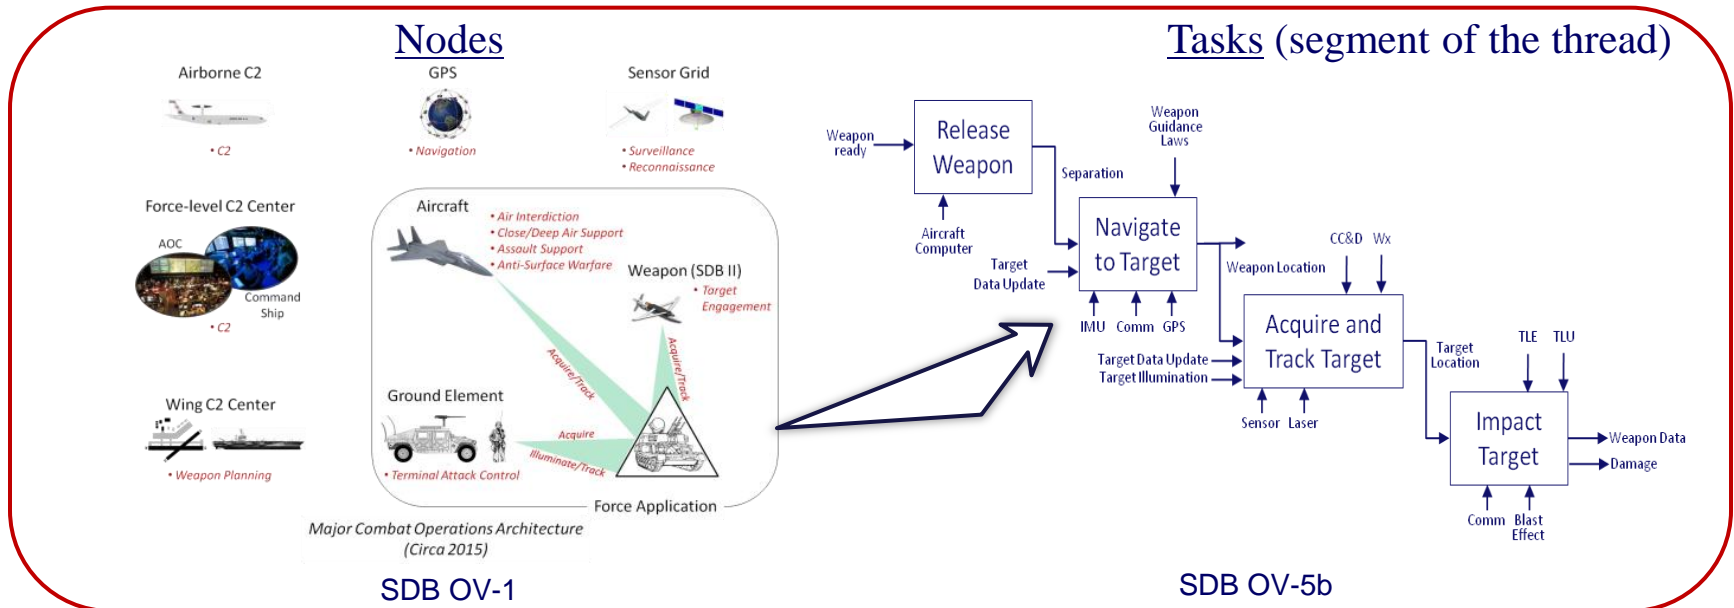 Nodes
Tasks (segment of the thread)
Airborne C2
• C2
GPS
• Navigation
Sensor Grid
• Surveillance
• Reconnaissance
Force-level C2 Center
AOC
Command
Ship
• C2
Wing C2 Center
• Weapon Planning
Aircraft
• Air Interdiction
• Close/Deep Air Support
• Assault Support
• Anti-Surface Warfare
Weapon (SDB II)
• Target
Engagement
Acquire/Track
Acquire/Track
Ground Element
• Terminal Attack Control
Acquire
Illuminate/Track
Force Application
Major Combat Operations Architecture
(Circa 2015)
SDB OV-1
Weapon
ready
Release
Weapon
Aircraft
Computer
Separation
Weapon
Guidance
Laws
Target
Data Update
Navigate
to Target
IMU
Comm
GPS
Weapon Location
CC&D
Wx
Target Data Update
Target Illumination
Acquire and
Track Target
Sensor
Laser
Target
Location
TLE
TLU
Impact
Target
Weapon Data
Damage
Comm
Blast
Effect
SDB OV-5b